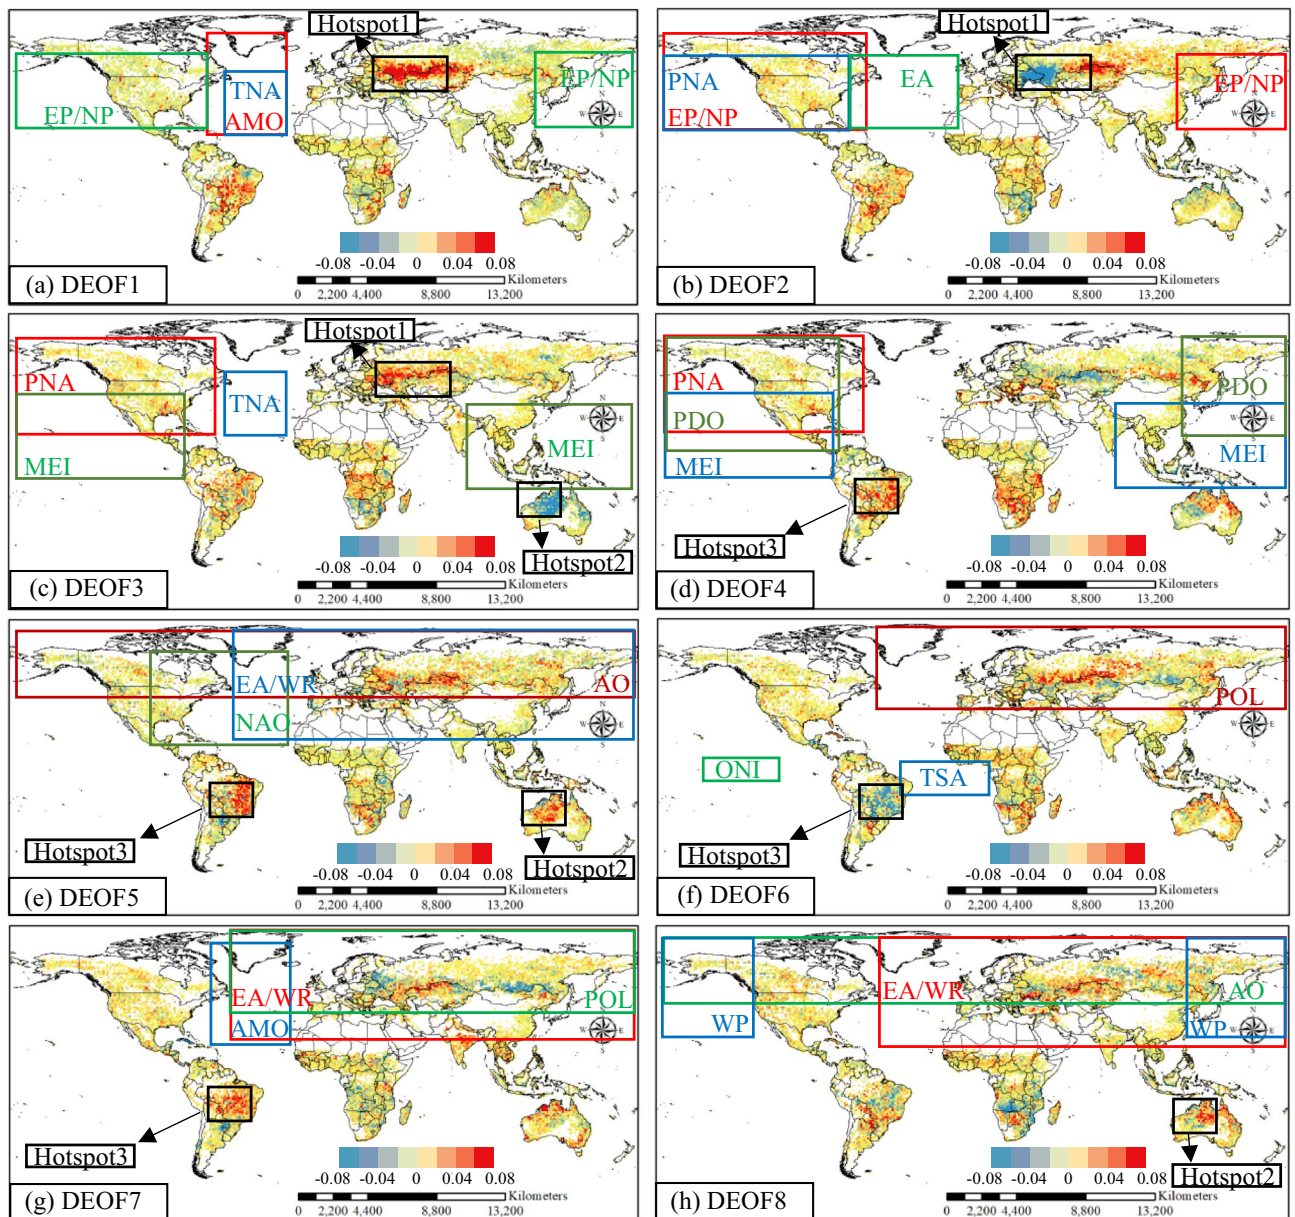 Hotspot1
TNA
AMO
EP/NP
EP/NP
-0.08 -0.04 0 0.04 0.08
Kilometers
0 2,200 4,400 8,800 13,200
(a) DEOF1
Hotspot1
PNA
EP/NP
EA
EP/NP
-0.08 -0.04 0 0.04 0.08
Kilometers
0 2,200 4,400 8,800 13,200
(b) DEOF2
Hotspot1
PNA
TNA
MEI
MEI
Hotspot2
-0.08 -0.04 0 0.04 0.08
Kilometers
0 2,200 4,400 8,800 13,200
(c) DEOF3
PNA
PDO
PDO
MEI
MEI
Hotspot3
-0.08 -0.04 0 0.04 0.08
Kilometers
0 2,200 4,400 8,800 13,200
(d) DEOF4
EA/WR
AO
NAO
Hotspot3
Hotspot2
-0.08 -0.04 0 0.04 0.08
Kilometers
0 2,200 4,400 8,800 13,200
(e) DEOF5
POL
ONI
TSA
Hotspot3
-0.08 -0.04 0 0.04 0.08
Kilometers
0 2,200 4,400 8,800 13,200
(f) DEOF6
EA/WR
POL
AMO
Hotspot3
-0.08 -0.04 0 0.04 0.08
Kilometers
0 2,200 4,400 8,800 13,200
(g) DEOF7
EA/WR
AO
WP
WP
Hotspot2
-0.08 -0.04 0 0.04 0.08
Kilometers
0 2,200 4,400 8,800 13,200
(h) DEOF8